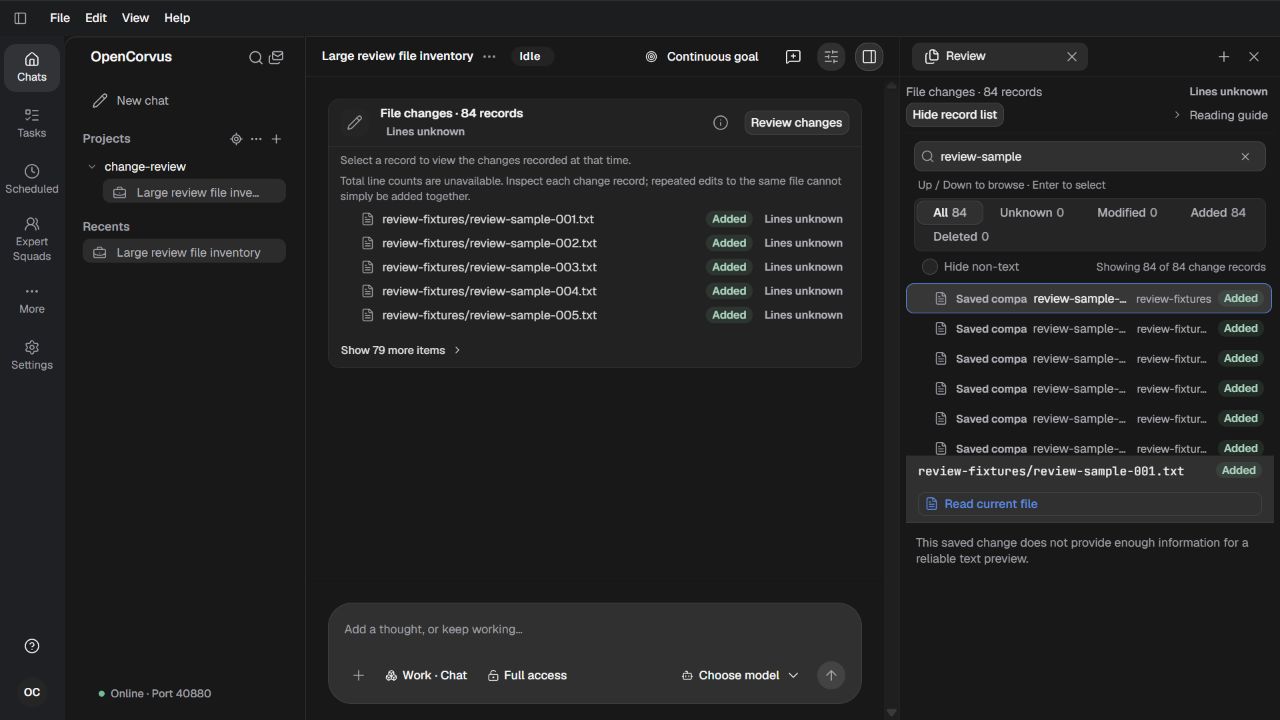 File Edit View Help
Chats
Tasks
Scheduled
Expert
Squads
More
Settings
OC
OpenCorvus
New chat
Projects
change-review
Large review file inve...
Recents
Large review file inventory
Online · Port 40880
Large review file inventory ··· Idle Continuous goal
File changes · 84 records
Lines unknown
Review changes
Select a record to view the changes recorded at that time.
Total line counts are unavailable. Inspect each change record; repeated edits to the same file cannot
simply be added together.
review-fixtures/review-sample-001.txt Added Lines unknown
review-fixtures/review-sample-002.txt Added Lines unknown
review-fixtures/review-sample-003.txt Added Lines unknown
review-fixtures/review-sample-004.txt Added Lines unknown
review-fixtures/review-sample-005.txt Added Lines unknown
Show 79 more items
Add a thought, or keep working...
Work · Chat Full access Choose model
Review
File changes · 84 records Lines unknown
Hide record list Reading guide
review-sample
Up / Down to browse · Enter to select
All 84 Unknown 0 Modified 0 Added 84
Deleted 0
Hide non-text Showing 84 of 84 change records
Saved compa review-sample-... review-fixtures Added
Saved compa review-sample-... review-fixtur... Added
Saved compa review-sample-... review-fixtur... Added
Saved compa review-sample-... review-fixtur... Added
Saved compa review-sample-... review-fixtur... Added
Saved compa review-sample-... review-fixtur... Added
review-fixtures/review-sample-001.txt Added
Read current file
This saved change does not provide enough information for a
reliable text preview.